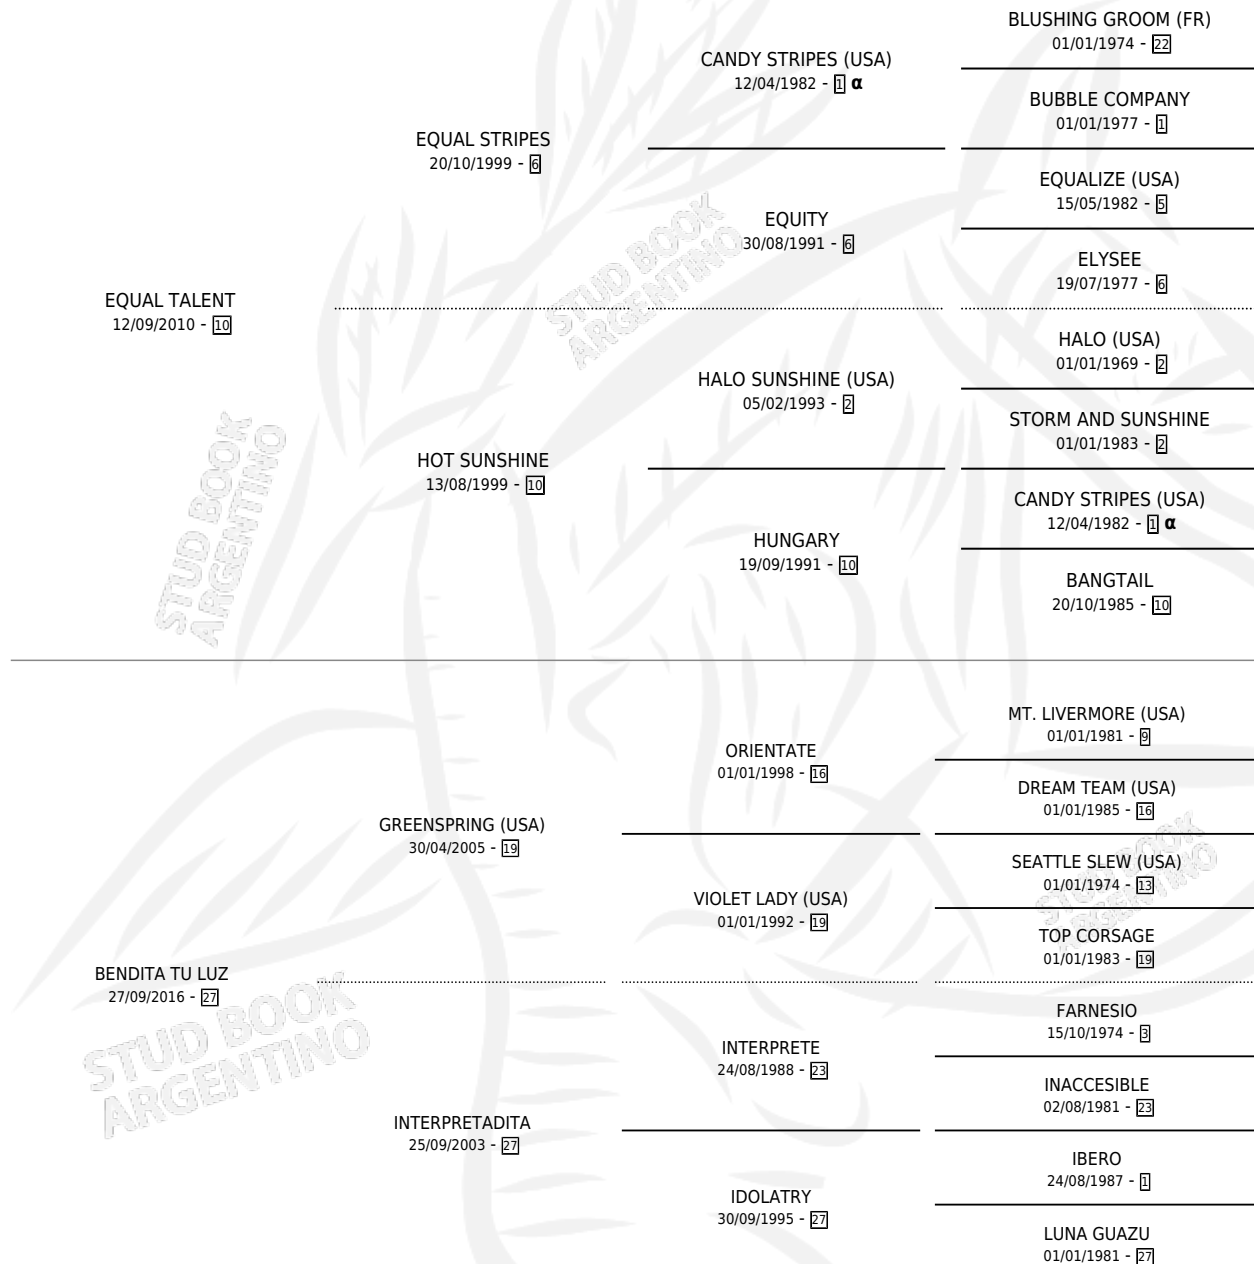 BLUSHING GROOM (FR)
01/01/1974 - 22
CANDY STRIPES (USA)
12/04/1982 - 1 α
BUBBLE COMPANY
01/01/1977 - 1
EQUAL STRIPES
20/10/1999 - 6
EQUALIZE (USA)
15/05/1982 - 5
EQUITY
30/08/1991 - 6
ELYSEE
19/07/1977 - 6
EQUAL TALENT
12/09/2010 - 10
HALO (USA)
01/01/1969 - 2
HALO SUNSHINE (USA)
05/02/1993 - 2
STORM AND SUNSHINE
01/01/1983 - 2
HOT SUNSHINE
13/08/1999 - 10
CANDY STRIPES (USA)
12/04/1982 - 1 α
HUNGARY
19/09/1991 - 10
BANGTAIL
20/10/1985 - 10
MT. LIVERMORE (USA)
01/01/1981 - 9
ORIENTATE
01/01/1998 - 16
DREAM TEAM (USA)
01/01/1985 - 16
GREENSPRING (USA)
30/04/2005 - 19
SEATTLE SLEW (USA)
01/01/1974 - 13
VIOLET LADY (USA)
01/01/1992 - 19
TOP CORSAGE
01/01/1983 - 19
BENDITA TU LUZ
27/09/2016 - 27
FARNESIO
15/10/1974 - 3
INTERPRETE
24/08/1988 - 23
INACCESIBLE
02/08/1981 - 23
INTERPRETADITA
25/09/2003 - 27
IBERO
24/08/1987 - 1
IDOLATRY
30/09/1995 - 27
LUNA GUAZU
01/01/1981 - 27
STUD BOOK
ARGENTINO
STUD BOOK
ARGENTINO
STUD BOOK
ARGENTINO
STUD BOOK
ARGENTINO